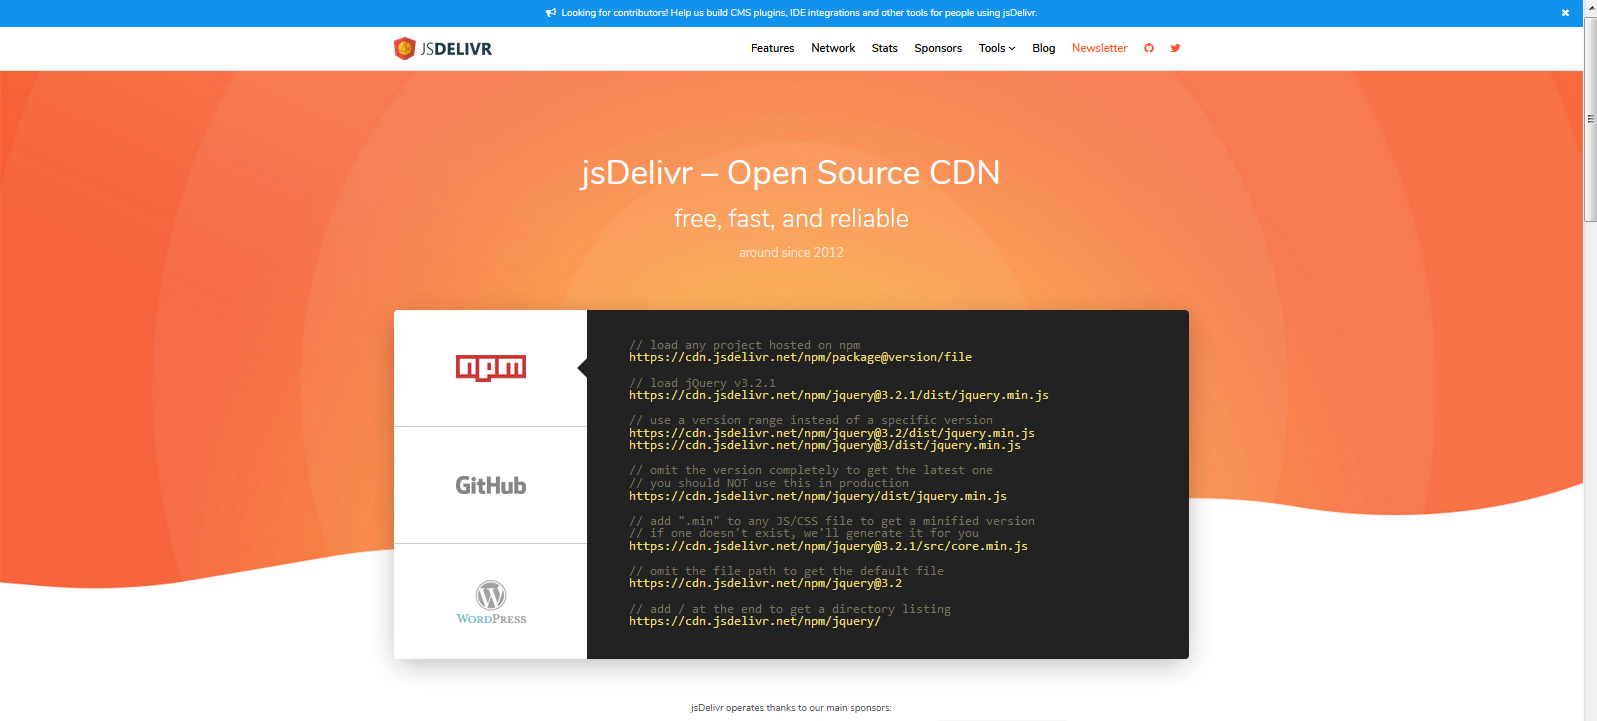 Looking for contributors! Help us build CMS plugins, IDE integrations and other tools for people using jsDelivr.
JSDELIVR
Features Network Stats Sponsors Tools Blog Newsletter
jsDelivr – Open Source CDN
free, fast, and reliable
around since 2012
npm
GitHub
WORDPRESS
// load any project hosted on npm
https://cdn.jsdelivr.net/npm/package@version/file
// load jQuery v3.2.1
https://cdn.jsdelivr.net/npm/jquery@3.2.1/dist/jquery.min.js
// use a version range instead of a specific version
https://cdn.jsdelivr.net/npm/jquery@3.2/dist/jquery.min.js
https://cdn.jsdelivr.net/npm/jquery@3/dist/jquery.min.js
// omit the version completely to get the latest one
// you should NOT use this in production
https://cdn.jsdelivr.net/npm/jquery/dist/jquery.min.js
// add ".min" to any JS/CSS file to get a minified version
// if one doesn't exist, we'll generate it for you
https://cdn.jsdelivr.net/npm/jquery@3.2.1/src/core.min.js
// omit the file path to get the default file
https://cdn.jsdelivr.net/npm/jquery@3.2
// add / at the end to get a directory listing
https://cdn.jsdelivr.net/npm/jquery/
jsDelivr operates thanks to our main sponsors: